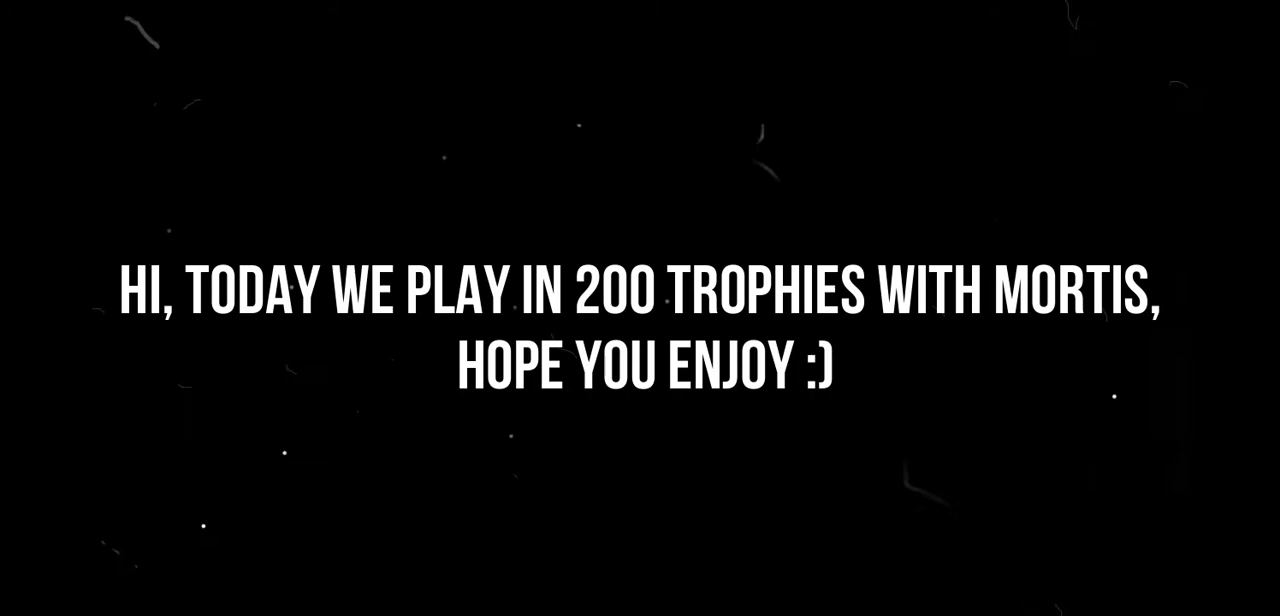 HI, TODAY WE PLAY IN 200 TROPHIES WITH MORTIS,
HOPE YOU ENJOY :)